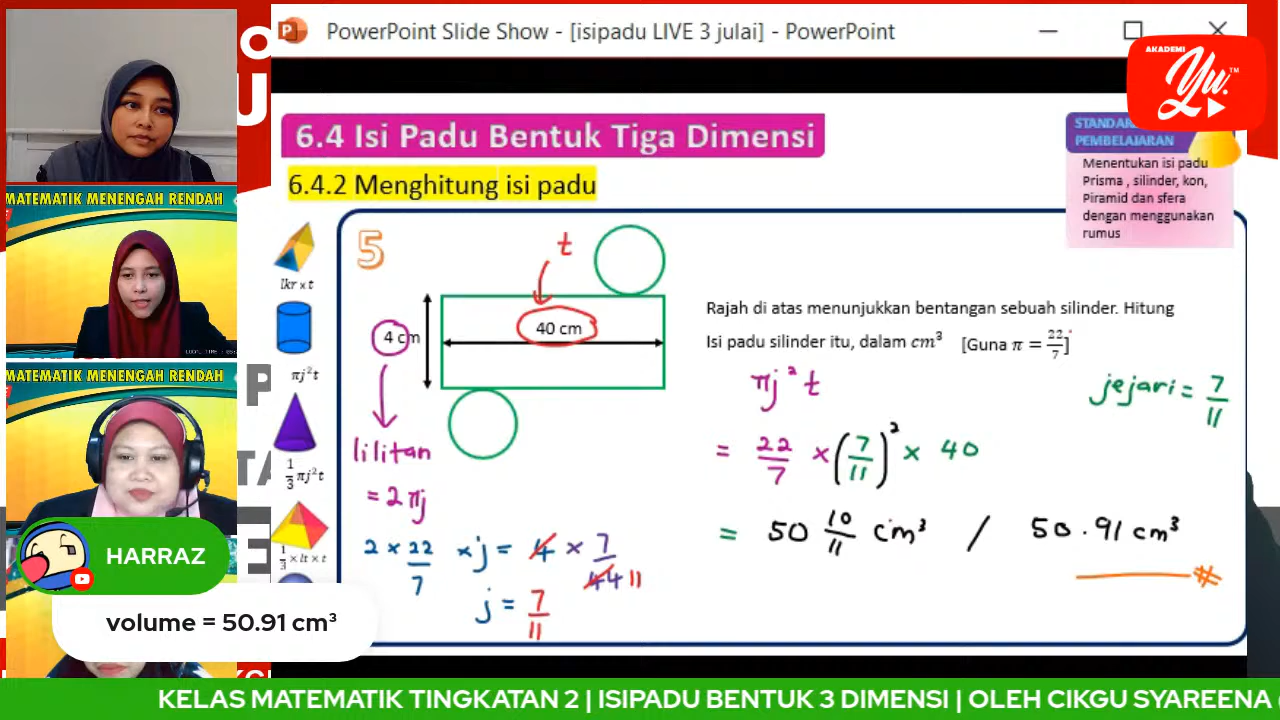 PowerPoint Slide Show - [isipadu LIVE 3 julai] - PowerPoint
AKADEMI
Yu.
TM
6.4 Isi Padu Bentuk Tiga Dimensi
6.4.2 Menghitung isi padu
PEMBELAJARAN
Menentukan isi padu
Prisma , silinder, kon,
Piramid dan sfera
dengan menggunakan
rumus
MATEMATIK MENENGAH RENDAH
MATEMATIK MENENGAH RENDAH
lkr × t
πj²t
1/3 πj²t
1/3 × lt × t
5
t
4 cm
40 cm
lilitan
= 2πj
2 × 22/7 × j = 4 × 7/44 11
j = 7/11
Rajah di atas menunjukkan bentangan sebuah silinder. Hitung
Isi padu silinder itu, dalam cm³ [Guna π = 22/7]
πj²t
jejari = 7/11
= 22/7 × (7/11)² × 40
= 50 10/11 cm³ / 50.91 cm³
HARRAZ
volume = 50.91 cm³
KELAS MATEMATIK TINGKATAN 2 | ISIPADU BENTUK 3 DIMENSI | OLEH CIKGU SYAREENA